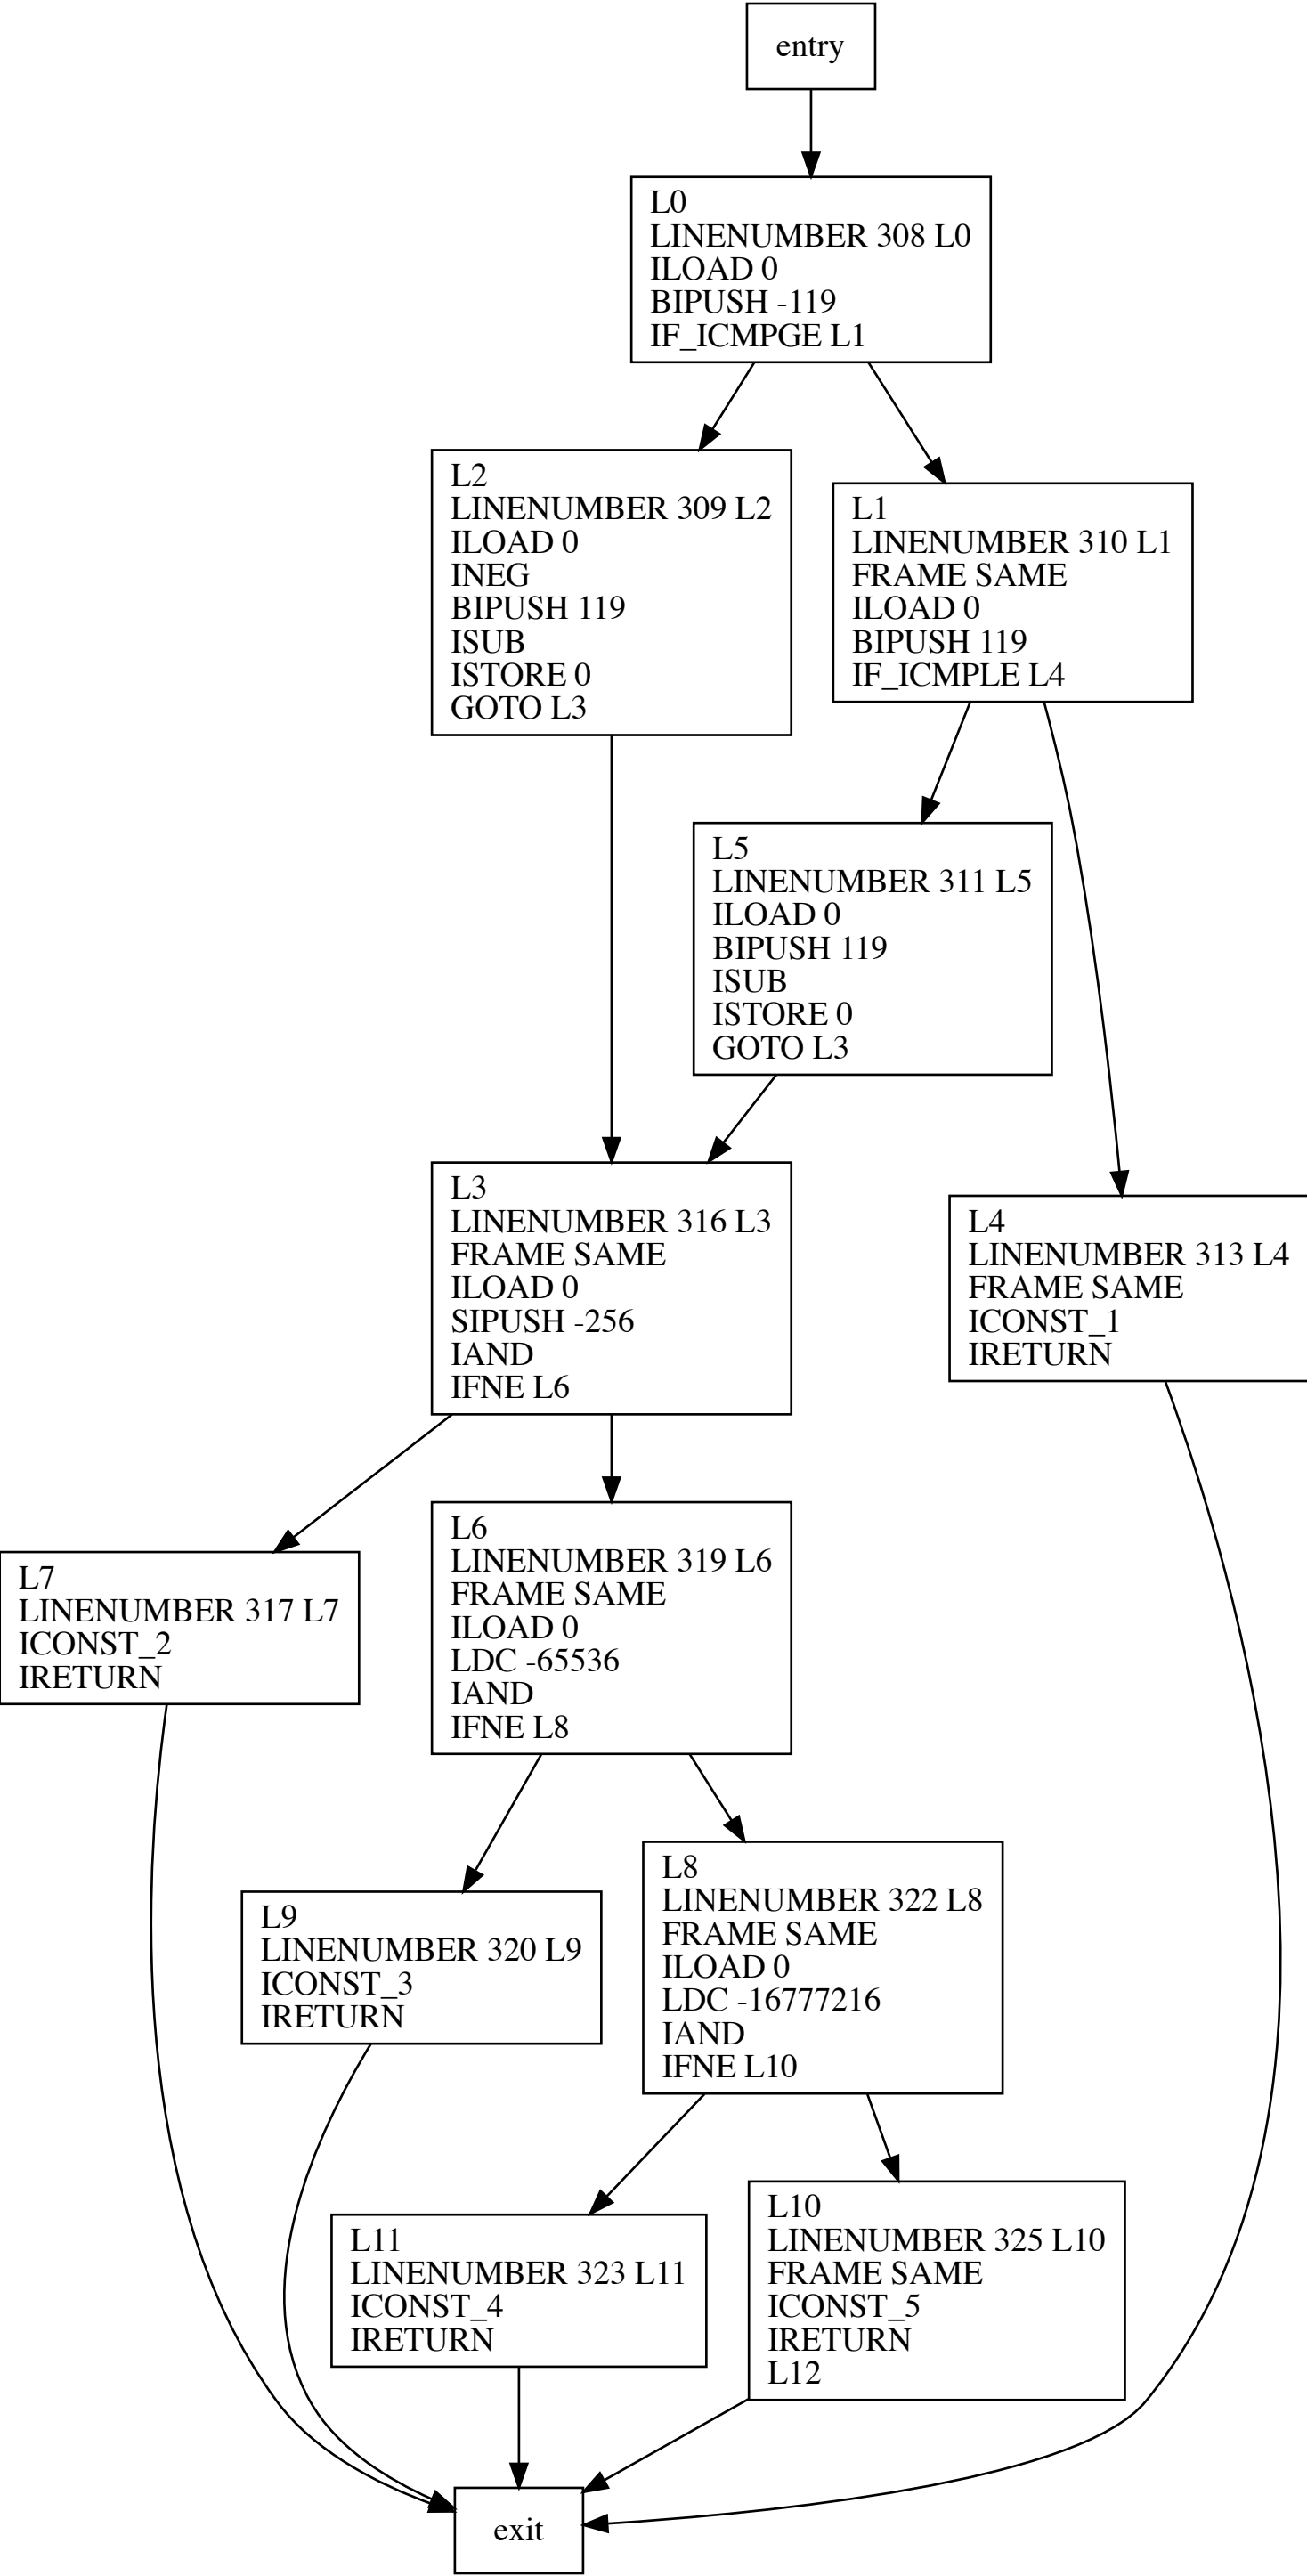 entry
L0
LINENUMBER 308 L0
ILOAD 0
BIPUSH -119
IF_ICMPGE L1
L2
LINENUMBER 309 L2
ILOAD 0
INEG
BIPUSH 119
ISUB
ISTORE 0
GOTO L3
L1
LINENUMBER 310 L1
FRAME SAME
ILOAD 0
BIPUSH 119
IF_ICMPLE L4
L5
LINENUMBER 311 L5
ILOAD 0
BIPUSH 119
ISUB
ISTORE 0
GOTO L3
L3
LINENUMBER 316 L3
FRAME SAME
ILOAD 0
SIPUSH -256
IAND
IFNE L6
L4
LINENUMBER 313 L4
FRAME SAME
ICONST_1
IRETURN
L7
LINENUMBER 317 L7
ICONST_2
IRETURN
L6
LINENUMBER 319 L6
FRAME SAME
ILOAD 0
LDC -65536
IAND
IFNE L8
L9
LINENUMBER 320 L9
ICONST_3
IRETURN
L8
LINENUMBER 322 L8
FRAME SAME
ILOAD 0
LDC -16777216
IAND
IFNE L10
L11
LINENUMBER 323 L11
ICONST_4
IRETURN
L10
LINENUMBER 325 L10
FRAME SAME
ICONST_5
IRETURN
L12
exit